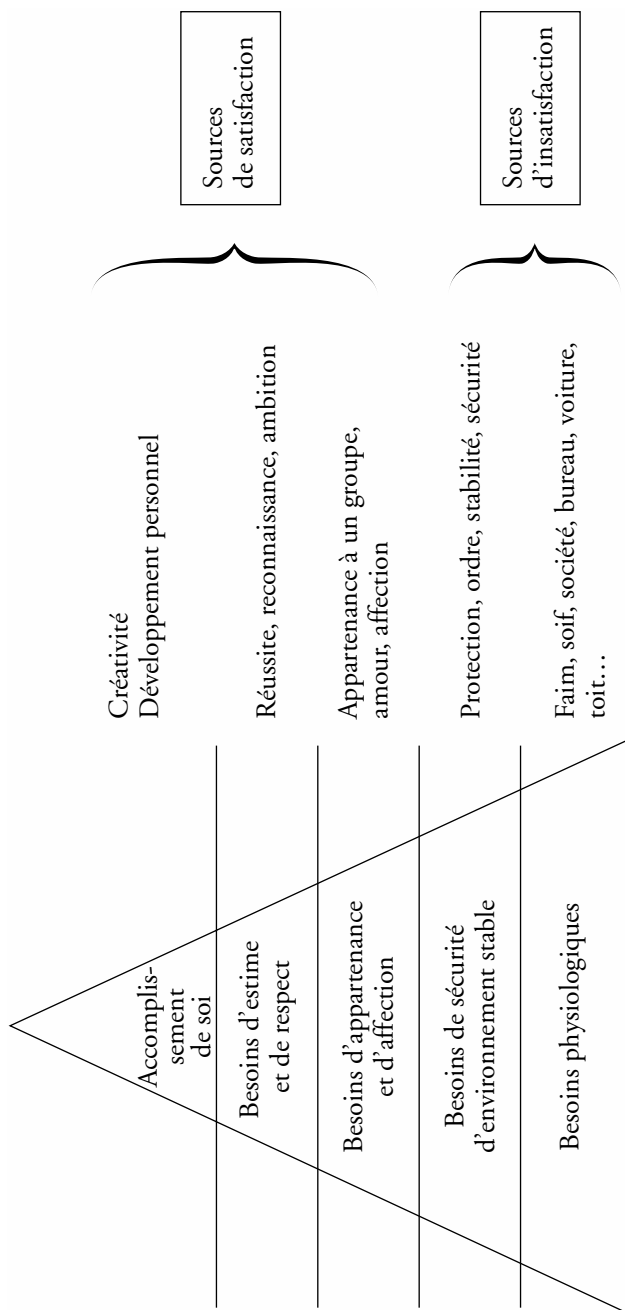 Accomplis-
sement
de soi
Créativité
Développement personnel
Besoins d'estime
et de respect
Réussite, reconnaissance, ambition
Besoins d'appartenance
et d'affection
Appartenance à un groupe,
amour, affection
Sources
de satisfaction
Besoins de sécurité
d'environnement stable
Protection, ordre, stabilité, sécurité
Besoins physiologiques
Faim, soif, société, bureau, voiture,
toit…
Sources
d'insatisfaction